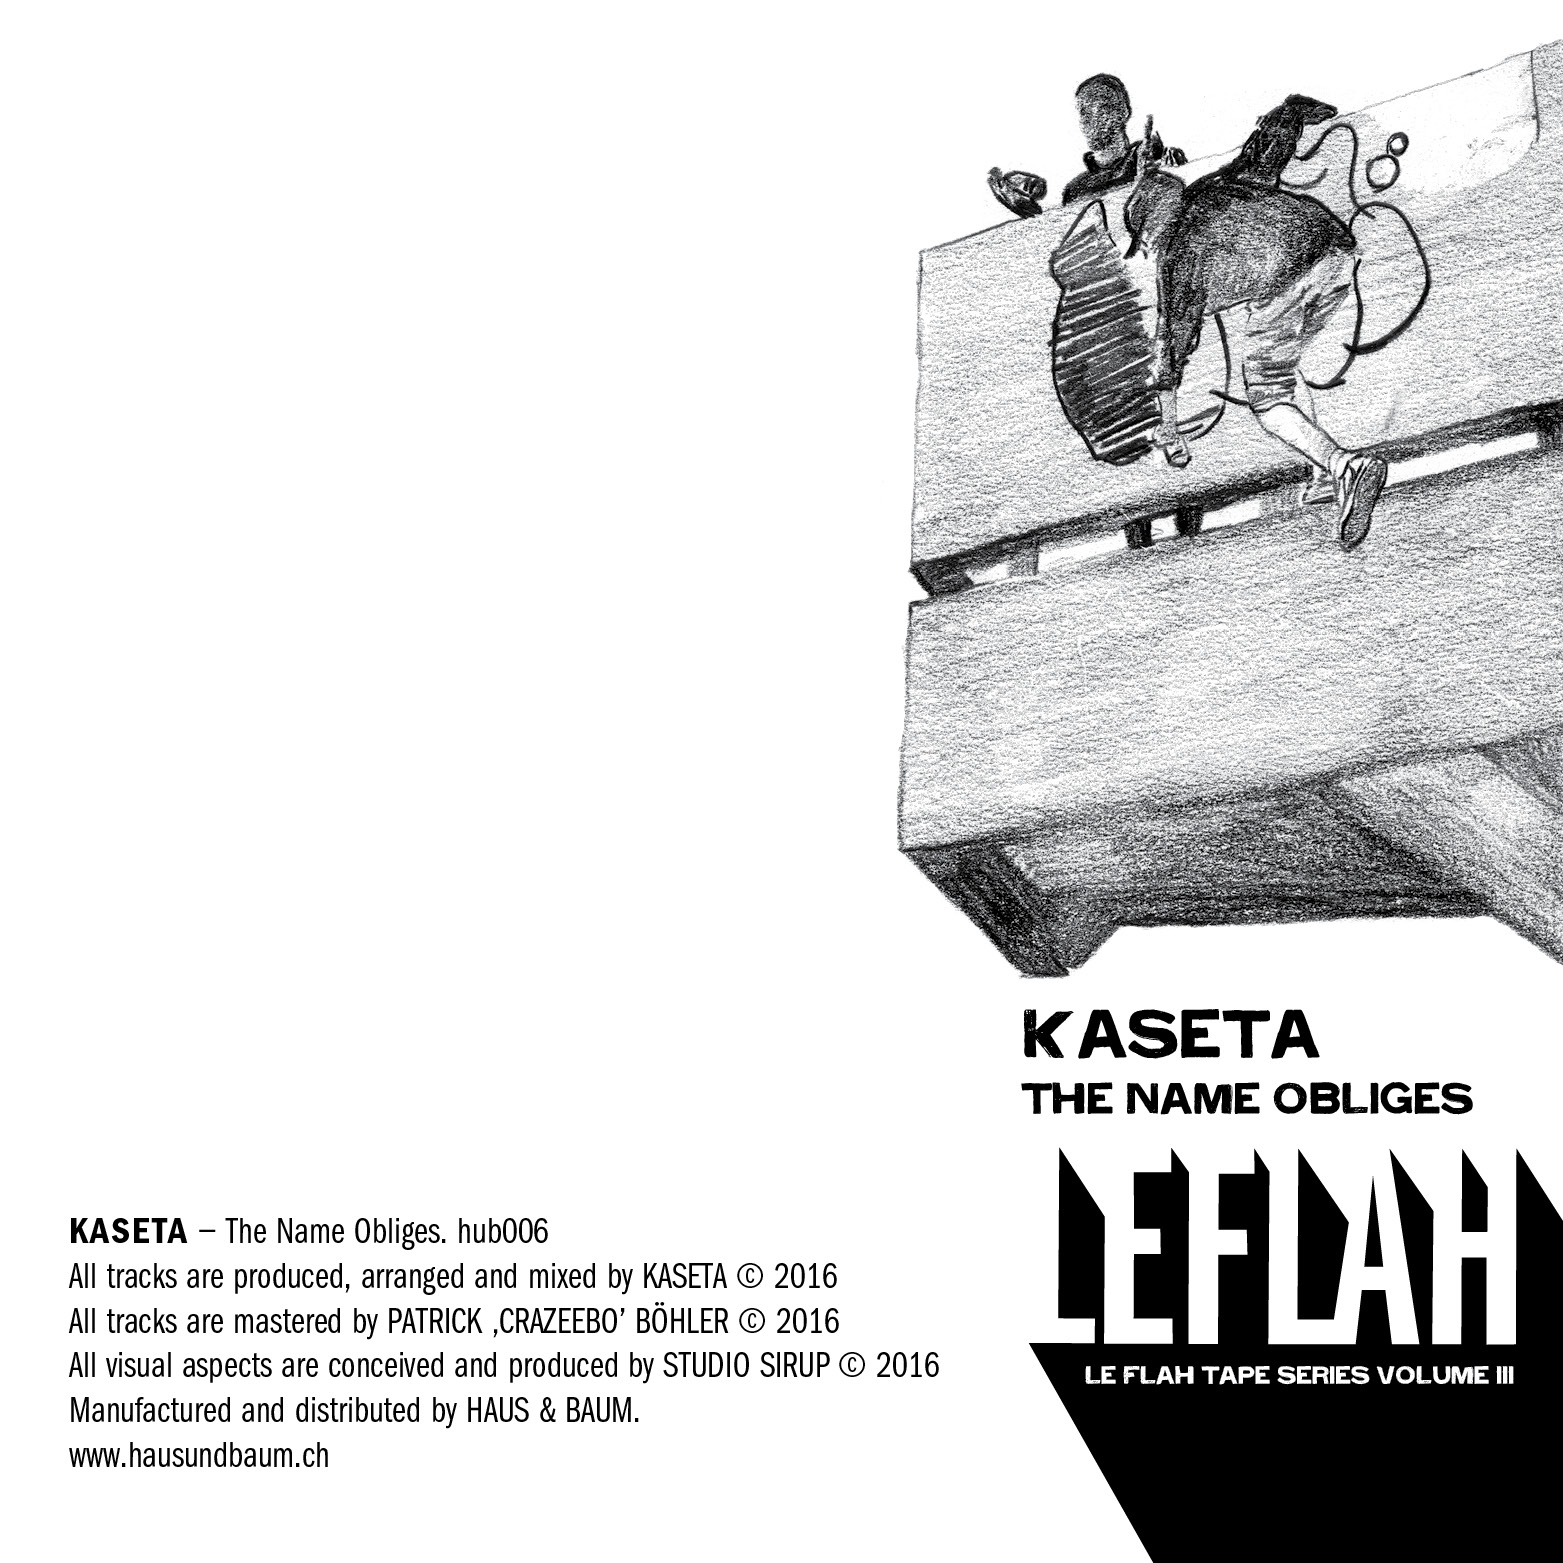 KASETA
THE NAME OBLIGES
LE FLAH
LE FLAH TAPE SERIES VOLUME III
KASETA – The Name Obliges. hub006
All tracks are produced, arranged and mixed by KASETA © 2016
All tracks are mastered by PATRICK ‚CRAZEEBO’ BÖHLER © 2016
All visual aspects are conceived and produced by STUDIO SIRUP © 2016
Manufactured and distributed by HAUS & BAUM.
www.hausundbaum.ch